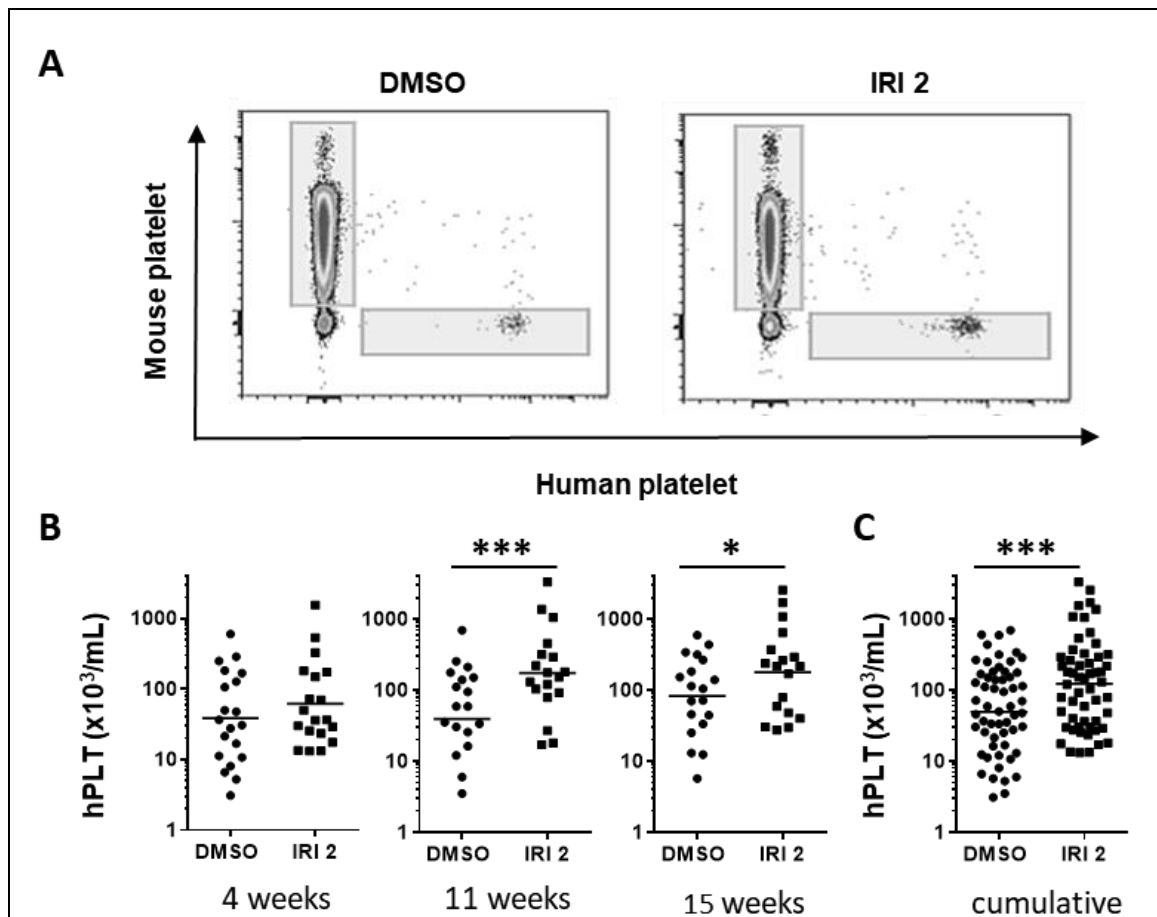 A
DMSO
IRI 2
Mouse platelet
Human platelet
B
C
***
*
***
hPLT (x10³/mL)
1000
100
10
1
DMSO
IRI 2
4 weeks
1000
100
10
1
DMSO
IRI 2
11 weeks
1000
100
10
1
DMSO
IRI 2
15 weeks
hPLT (x10³/mL)
1000
100
10
1
DMSO
IRI 2
cumulative